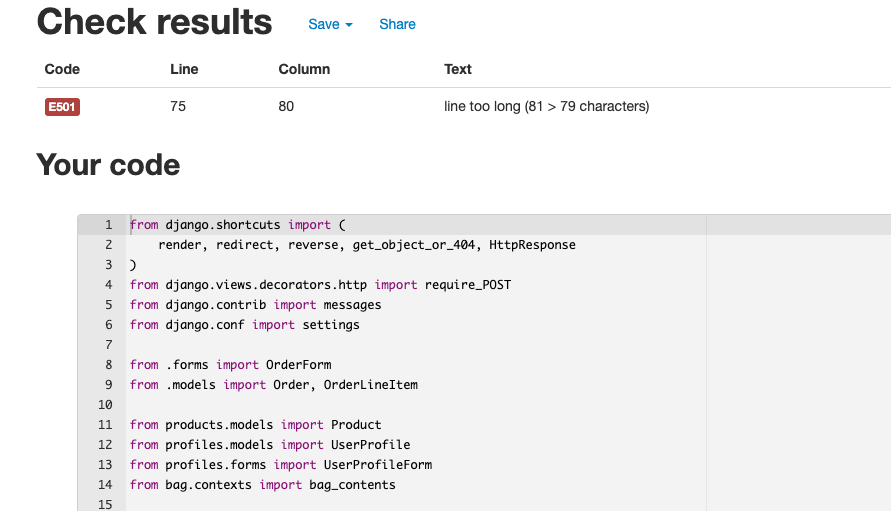 Check results Save Share
Code Line Column Text
E501 75 80 line too long (81 > 79 characters)
Your code
1 from django.shortcuts import (
2 render, redirect, reverse, get_object_or_404, HttpResponse
3 )
4 from django.views.decorators.http import require_POST
5 from django.contrib import messages
6 from django.conf import settings
7
8 from .forms import OrderForm
9 from .models import Order, OrderLineItem
10
11 from products.models import Product
12 from profiles.models import UserProfile
13 from profiles.forms import UserProfileForm
14 from bag.contexts import bag_contents
15